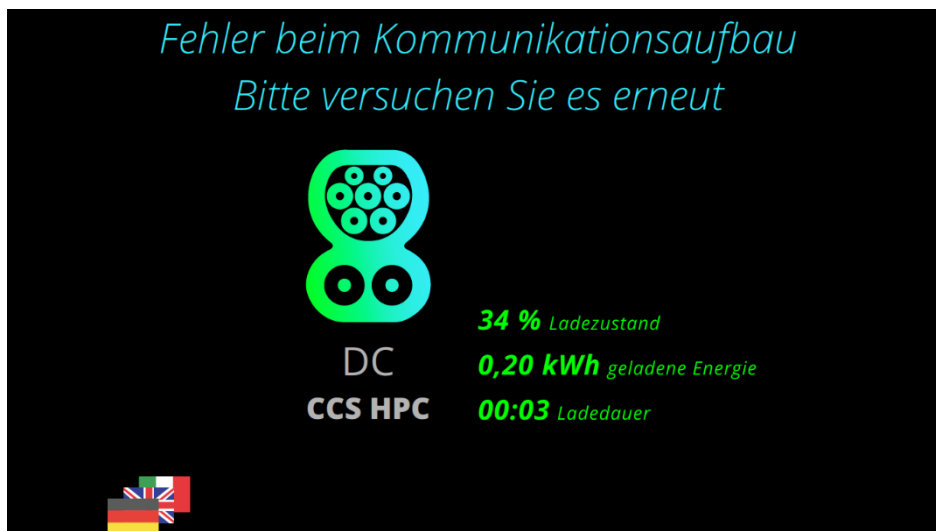 Fehler beim Kommunikationsaufbau
Bitte versuchen Sie es erneut
34 % Ladezustand
DC
0,20 kWh geladene Energie
CCS HPC
00:03 Ladedauer